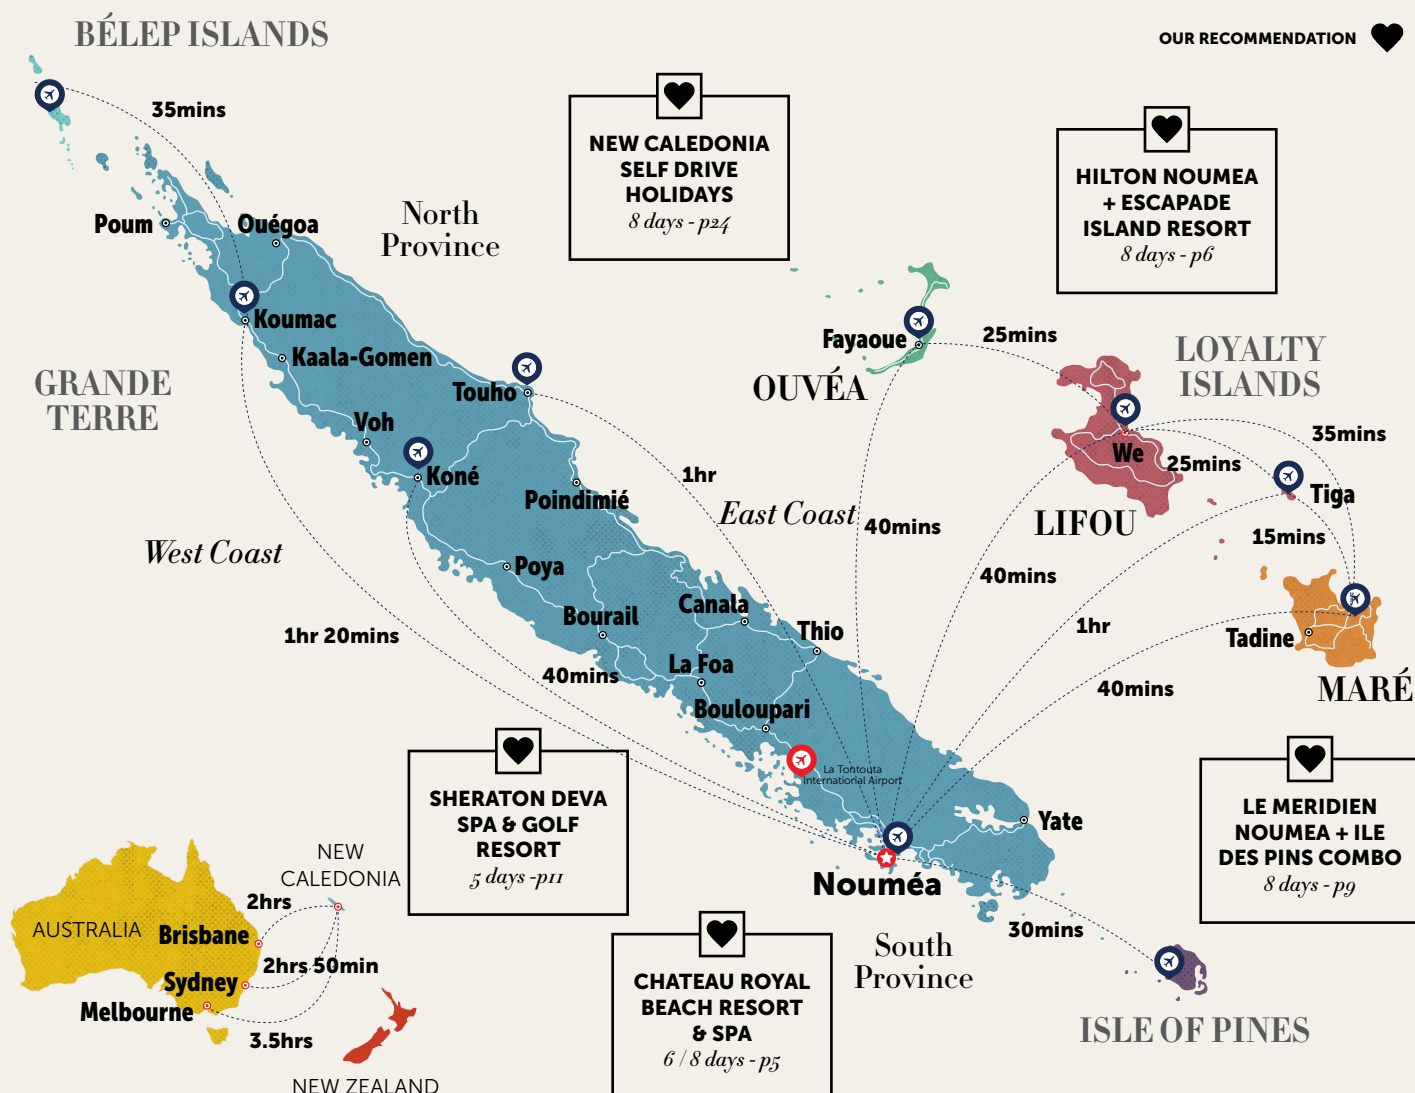 BÉLEP ISLANDS
OUR RECOMMENDATION
35mins
NEW CALEDONIA
SELF DRIVE
HOLIDAYS
8 days - p24
HILTON NOUMEA
+ ESCAPADE
ISLAND RESORT
8 days - p6
North
Province
Poum
Ouégoa
Koumac
Kaala-Gomen
GRANDE
TERRE
Touho
Voh
Koné
Poindimié
Fayaoue
25mins
OUVÉA
LOYALTY
ISLANDS
35mins
We
25mins
Tiga
LIFOU
15mins
1hr
East Coast
40mins
West Coast
Poya
40mins
Bourail
Canala
Thio
1hr
Tadine
1hr 20mins
40mins
La Foa
40mins
MARÉ
Bouloupari
La Tontouta
International Airport
SHERATON DEVA
SPA & GOLF
RESORT
5 days -p11
Yate
LE MERIDIEN
NOUMEA + ILE
DES PINS COMBO
8 days - p9
Nouméa
NEW
CALEDONIA
2hrs
AUSTRALIA
Brisbane
2hrs 50min
Sydney
Melbourne
3.5hrs
NEW ZEALAND
CHATEAU ROYAL
BEACH RESORT
& SPA
6 / 8 days - p5
South
Province
30mins
ISLE OF PINES